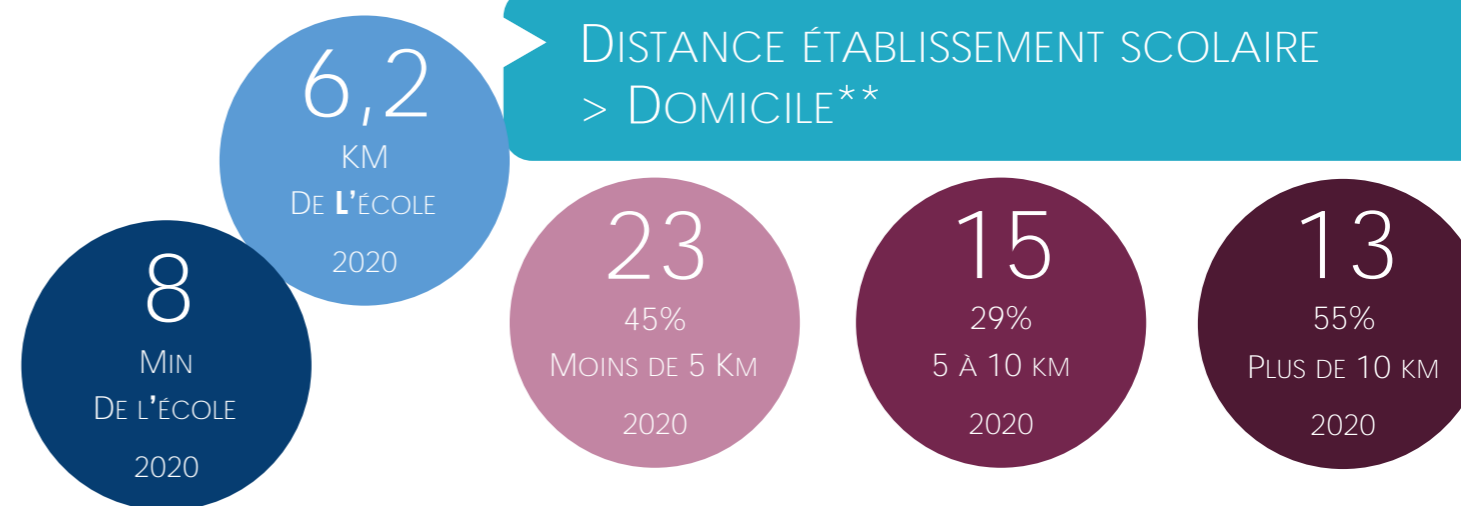 DISTANCE ÉTABLISSEMENT SCOLAIRE
> DOMICILE**
6,2
KM
DE L'ÉCOLE
2020
8
MIN
DE L'ÉCOLE
2020
23
45%
MOINS DE 5 KM
2020
15
29%
5 À 10 KM
2020
13
55%
PLUS DE 10 KM
2020